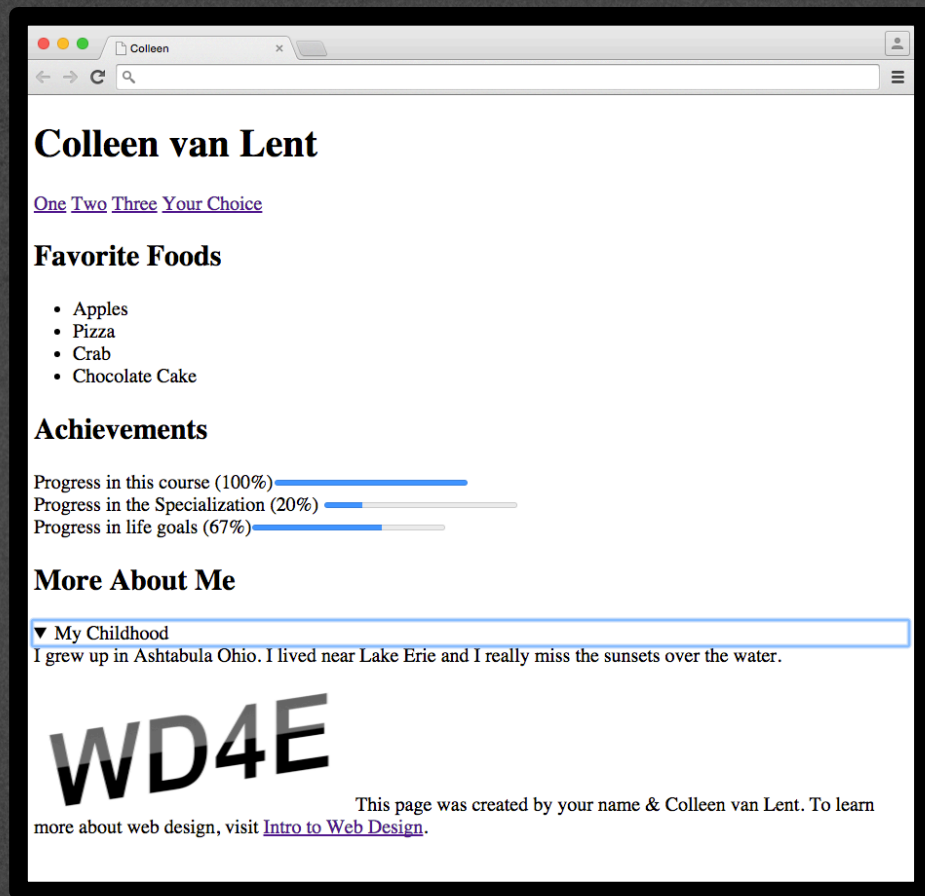 Colleen
Colleen van Lent
One Two Three Your Choice
Favorite Foods
• Apples
• Pizza
• Crab
• Chocolate Cake
Achievements
Progress in this course (100%)
Progress in the Specialization (20%)
Progress in life goals (67%)
More About Me
▼ My Childhood
I grew up in Ashtabula Ohio. I lived near Lake Erie and I really miss the sunsets over the water.
WD4E
This page was created by your name & Colleen van Lent. To learn
more about web design, visit Intro to Web Design.